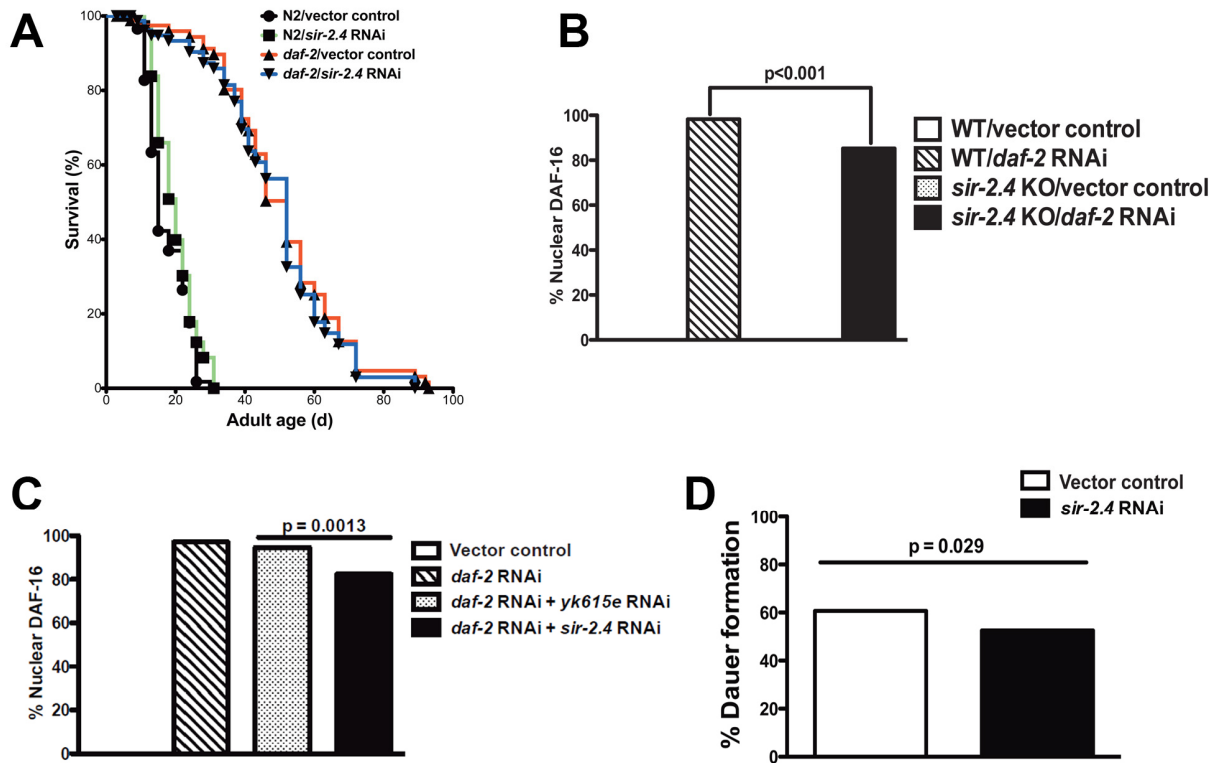 A
N2/vector control
N2/sir-2.4 RNAi
daf-2/vector control
daf-2/sir-2.4 RNAi
Survival (%)
100
80
60
40
20
0
0 20 40 60 80 100
Adult age (d)
B
p<0.001
% Nuclear DAF-16
100
80
60
40
20
0
WT/vector control
WT/daf-2 RNAi
sir-2.4 KO/vector control
sir-2.4 KO/daf-2 RNAi
C
p = 0.0013
% Nuclear DAF-16
100
80
60
40
20
0
Vector control
daf-2 RNAi
daf-2 RNAi + yk615e RNAi
daf-2 RNAi + sir-2.4 RNAi
D
Vector control
sir-2.4 RNAi
p = 0.029
% Dauer formation
100
80
60
40
20
0